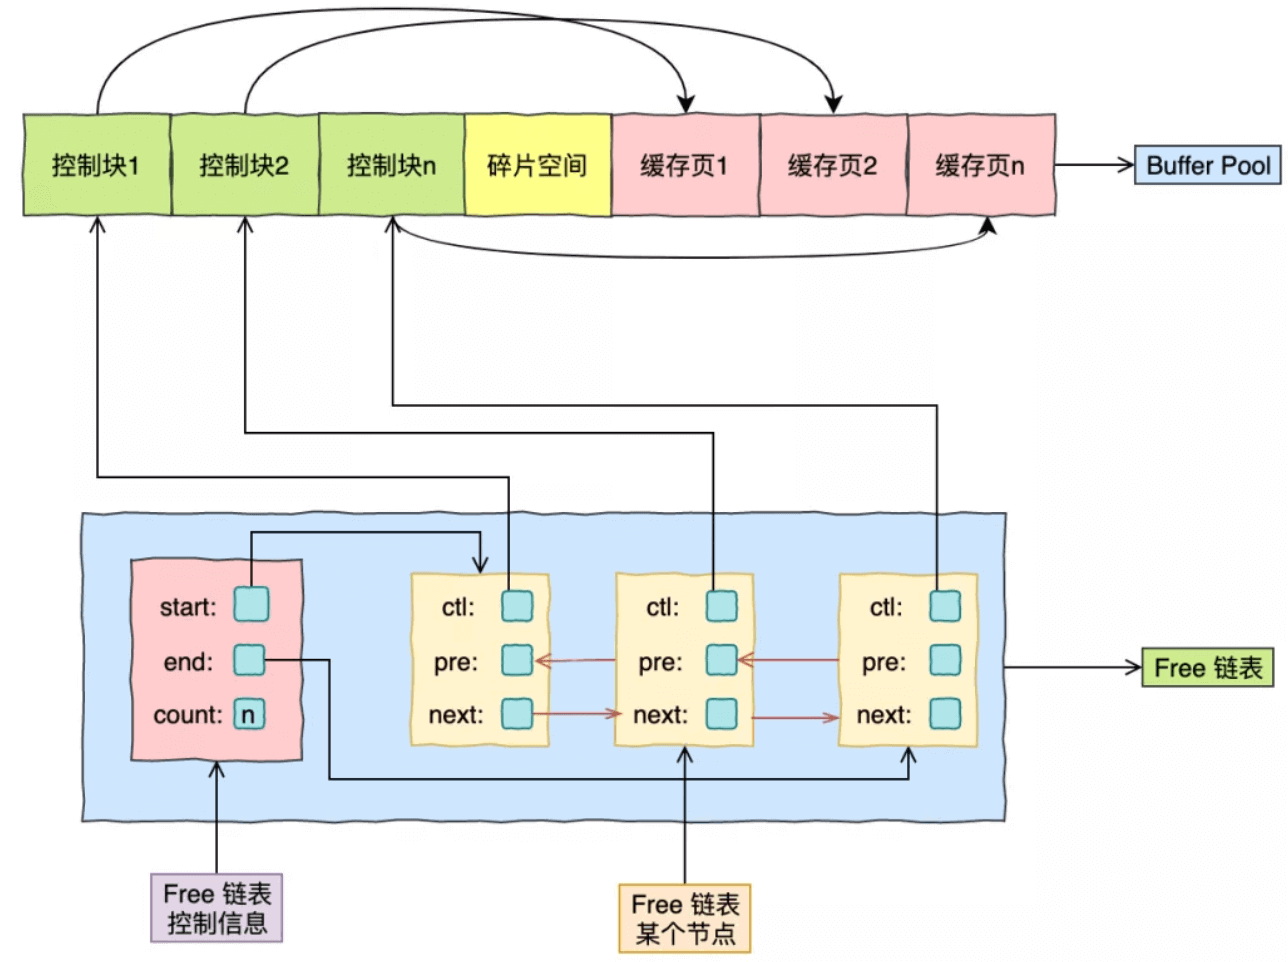 控制块1
控制块2
控制块n
碎片空间
缓存页1
缓存页2
缓存页n
Buffer Pool
start:
end:
count: n
ctl:
pre:
next:
ctl:
pre:
next:
ctl:
pre:
next:
Free 链表
Free 链表
控制信息
Free 链表
某个节点